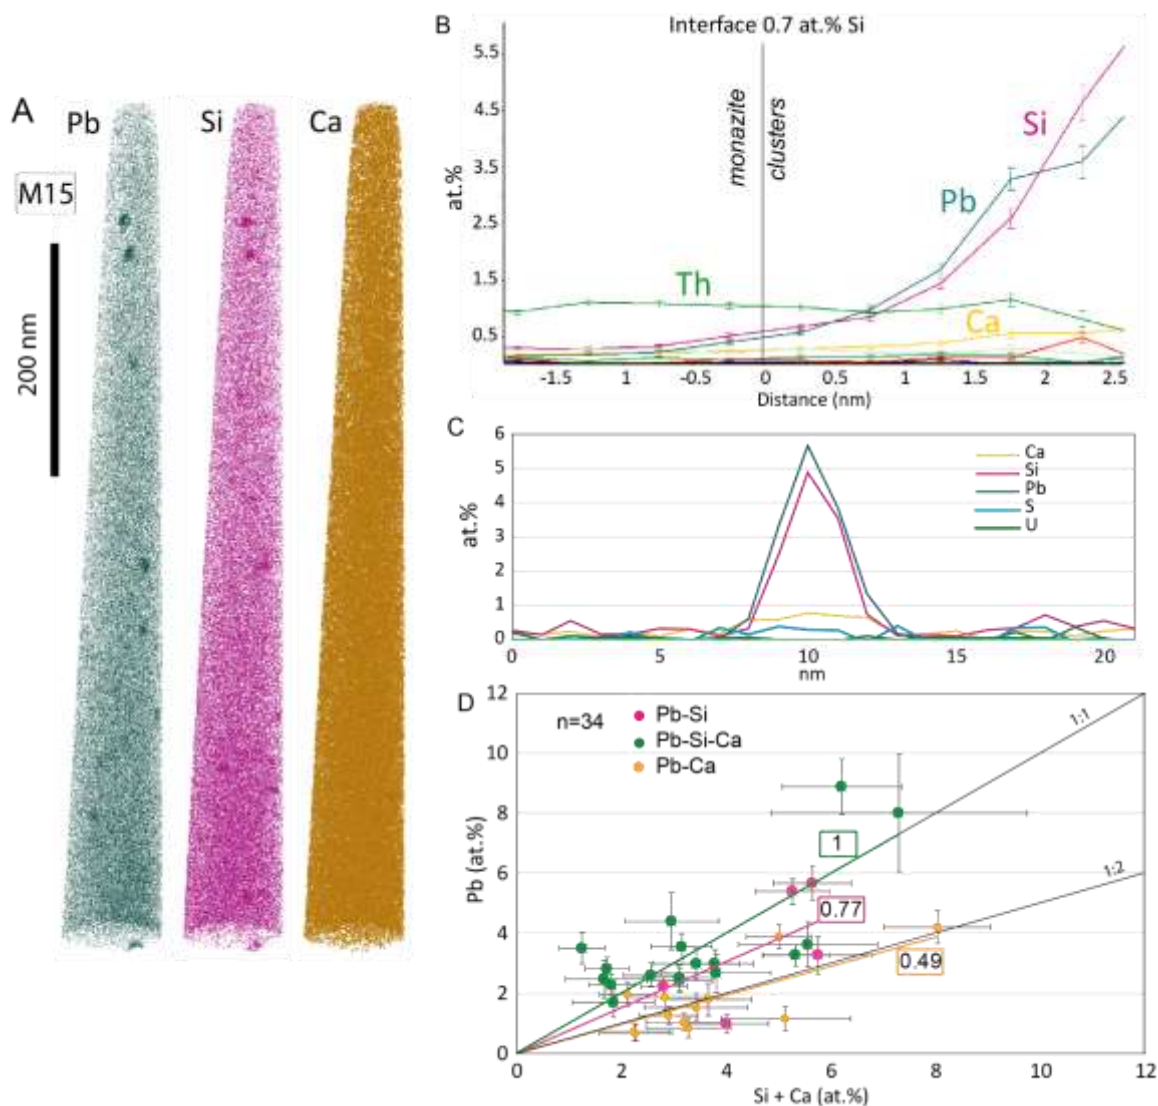 A
Pb
Si
Ca
M15
200 nm
B
Interface 0.7 at.% Si
at.%
5.5
4.5
3.5
2.5
1.5
0.5
monazite
clusters
Si
Pb
Th
Ca
-1.5
1
-0.5
0
0.5
1
1.5
2
2.5
Distance (nm)
C
at.%
6
5
4
3
2
1
0
Ca
Si
Pb
S
U
0
5
10
15
20
nm
D
n=34
Pb-Si
Pb-Si-Ca
Pb-Ca
1:1
1:2
1
0.77
0.49
Pb (at.%)
12
10
8
6
4
2
0
0
2
4
6
8
10
12
Si + Ca (at.%)